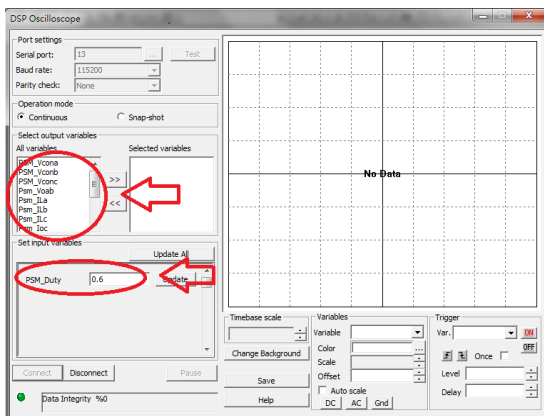 DSP Oscilloscope
Port settings
Serial port: 13 ... Test
Baud rate: 115200
Parity check: None
Operation mode
Continuous Snap-shot
Select output variables
All variables Selected variables
PSM_Vcona
PSM_Vconb
PSM_Vconc
Psm_Voab
Psm_ILa
Psm_ILb
Psm_ILc
Psm_Ioc
>>
<<
Set input variables
Update All
PSM_Duty 0.6 Update
Connect Disconnect Pause
Data Integrity %0
No Data
Timebase scale
Change Background
Save
Help
Variables
Variable
Color ...
Scale
Offset
Auto scale
DC AC Gnd
Trigger
Var. ON
OFF
Once
Level
Delay